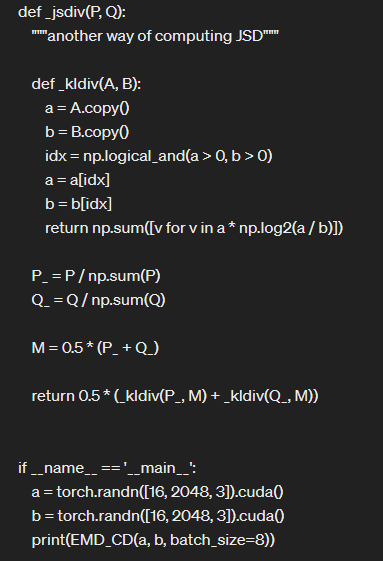 def _jsdiv(P, Q):
    """another way of computing JSD"""
    def _kldiv(A, B):
        a = A.copy()
        b = B.copy()
        idx = np.logical_and(a > 0, b > 0)
        a = a[idx]
        b = b[idx]
        return np.sum([v for v in a * np.log2(a / b)])
    P_ = P / np.sum(P)
    Q_ = Q / np.sum(Q)
    M = 0.5 * (P_ + Q_)
    return 0.5 * (_kldiv(P_, M) + _kldiv(Q_, M))
if __name__ == '__main__':
    a = torch.randn([16, 2048, 3]).cuda()
    b = torch.randn([16, 2048, 3]).cuda()
    print(EMD_CD(a, b, batch_size=8))